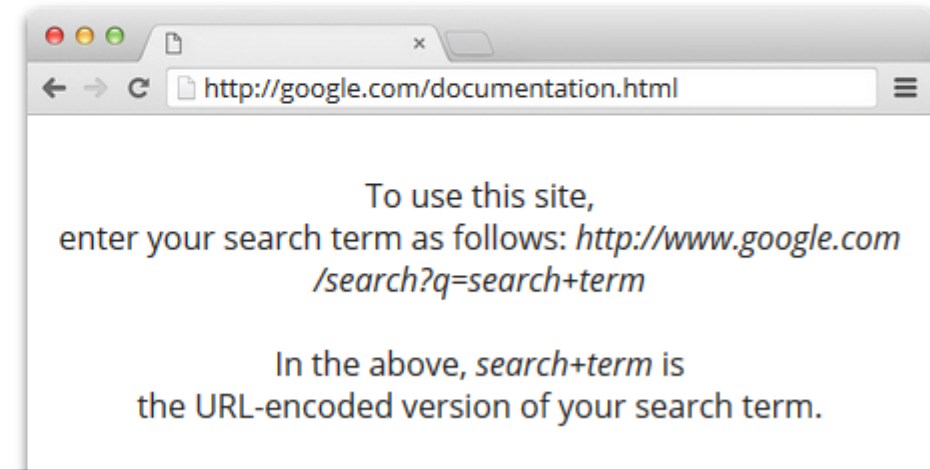 http://google.com/documentation.html
To use this site,
enter your search term as follows: http://www.google.com
/search?q=search+term
In the above, search+term is
the URL-encoded version of your search term.